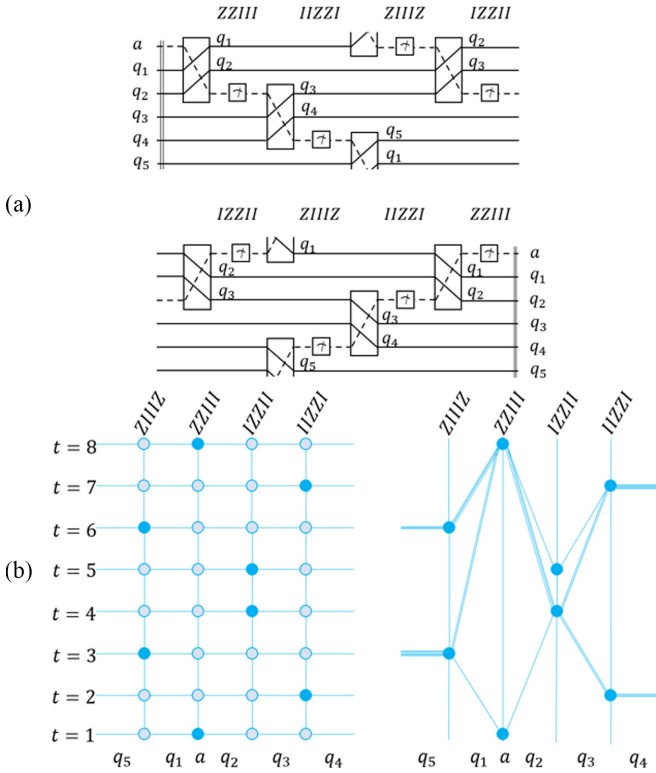 ZZIII IIZZI ZIIIZ IZZII
a q₁ q₂
q₁ q₂ q₃
q₂ q₃
q₃ q₄
q₄ q₅
q₅ q₁
(a)
IZZII ZIIIZ IIZZI ZZIII
q₁ a
q₂ q₁ q₁
q₃ q₂ q₂
q₃ q₃
q₄ q₄
q₅ q₅
ZIIIZ ZZIII IZZII IIZZI ZIIIZ ZZIII IZZII IIZZI
t = 8
t = 7
t = 6
(b) t = 5
t = 4
t = 3
t = 2
t = 1
q₅ q₁ a q₂ q₃ q₄ q₅ q₁ a q₂ q₃ q₄